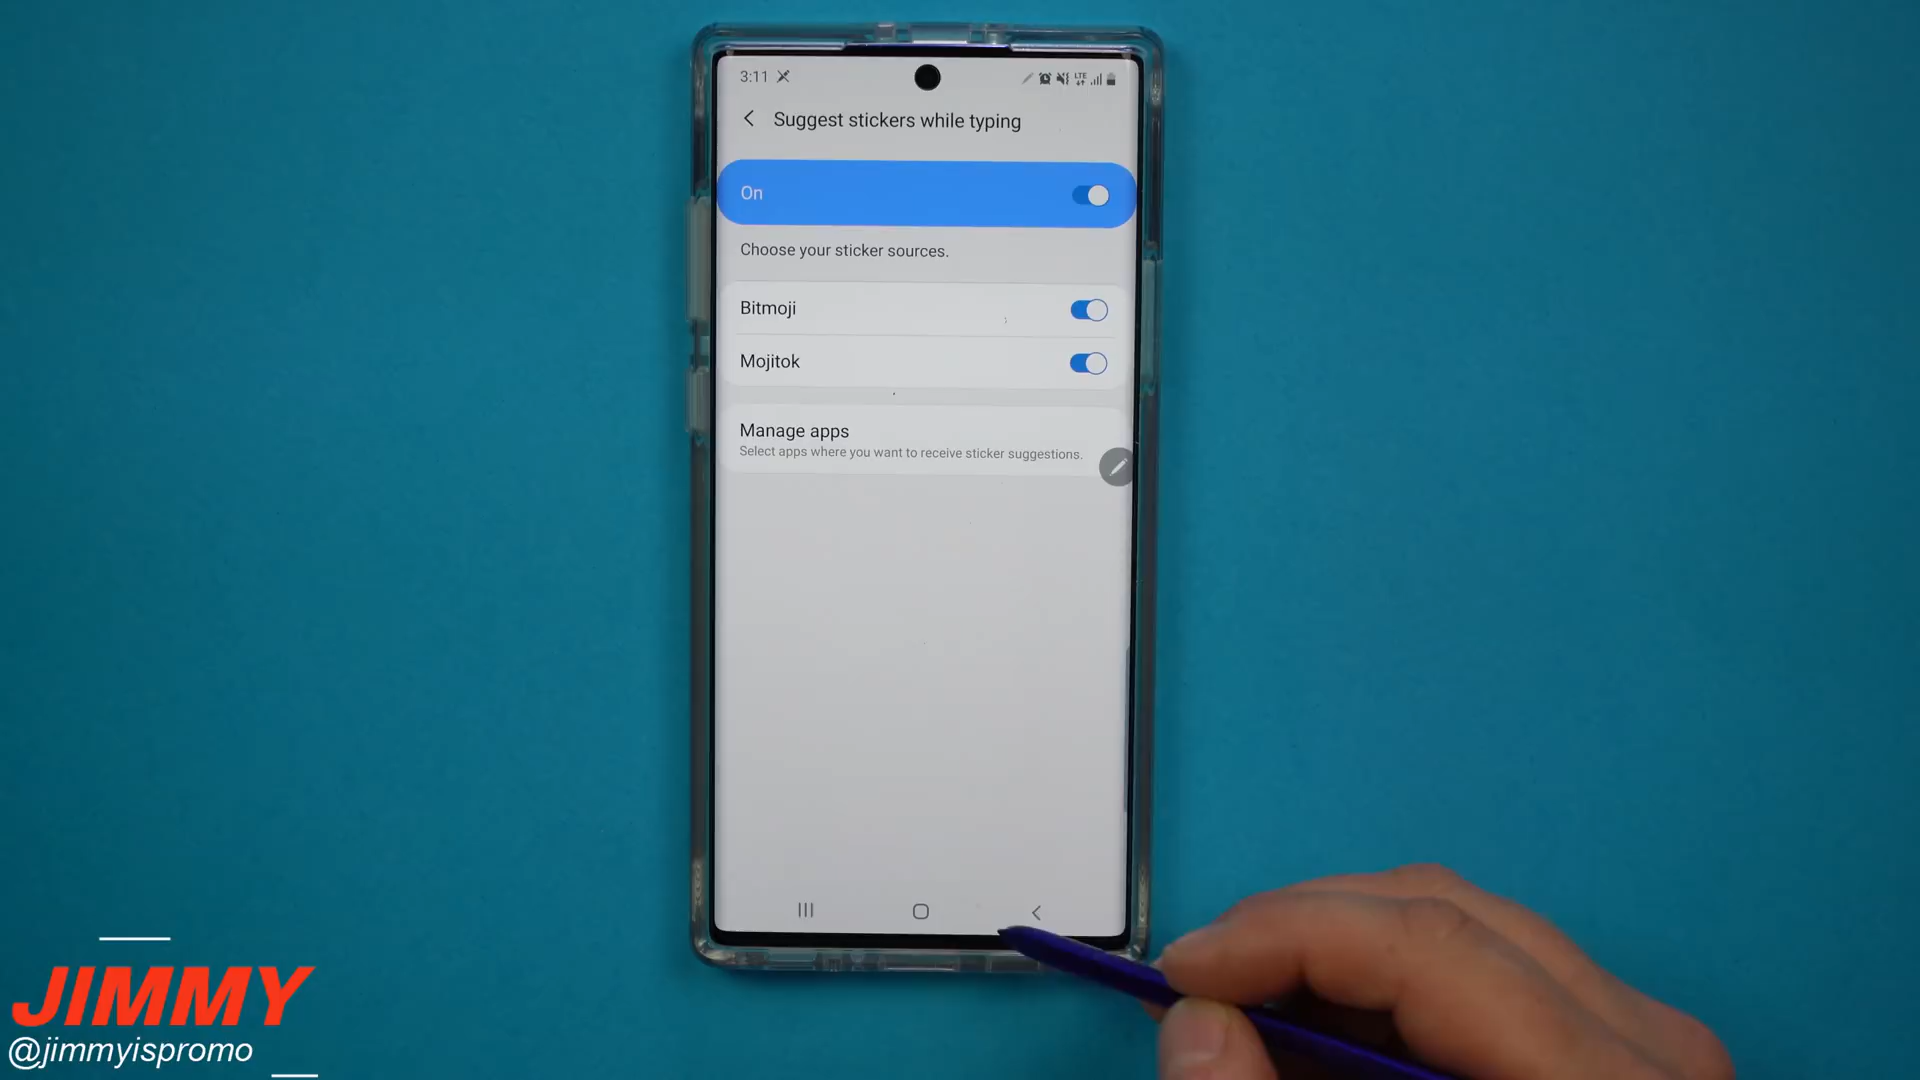 3:11
LTE
Suggest stickers while typing
On
Choose your sticker sources.
Bitmoji
Mojitok
Manage apps
Select apps where you want to receive sticker suggestions.
JIMMY
@jimmyispromo